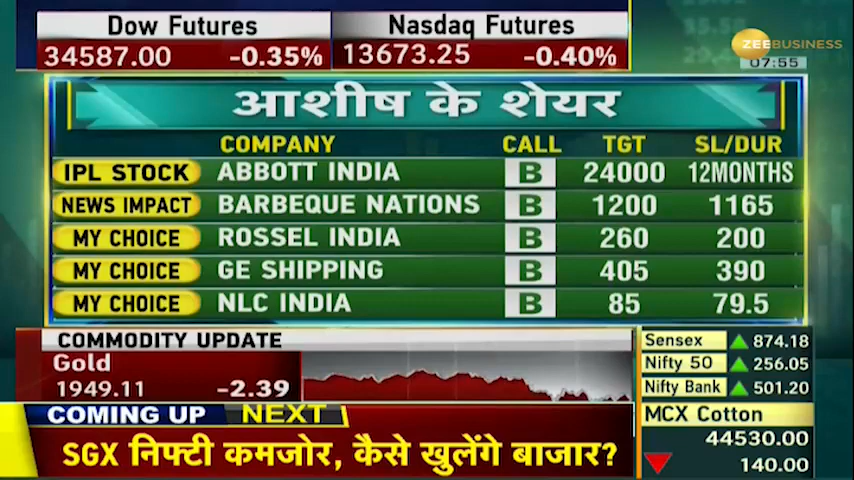 Dow Futures
34587.00 -0.35%
Nasdaq Futures
13673.25 -0.40%
ZEEBUSINESS
07:55
आशीष के शेयर
COMPANY CALL TGT SL/DUR
IPL STOCK ABBOTT INDIA B 24000 12MONTHS
NEWS IMPACT BARBEQUE NATIONS B 1200 1165
MY CHOICE ROSSEL INDIA B 260 200
MY CHOICE GE SHIPPING B 405 390
MY CHOICE NLC INDIA B 85 79.5
COMMODITY UPDATE
Gold
1949.11 -2.39
Sensex 874.18
Nifty 50 256.05
Nifty Bank 501.20
MCX Cotton
44530.00
140.00
COMING UP NEXT
SGX निफ्टी कमजोर, कैसे खुलेंगे बाजार?